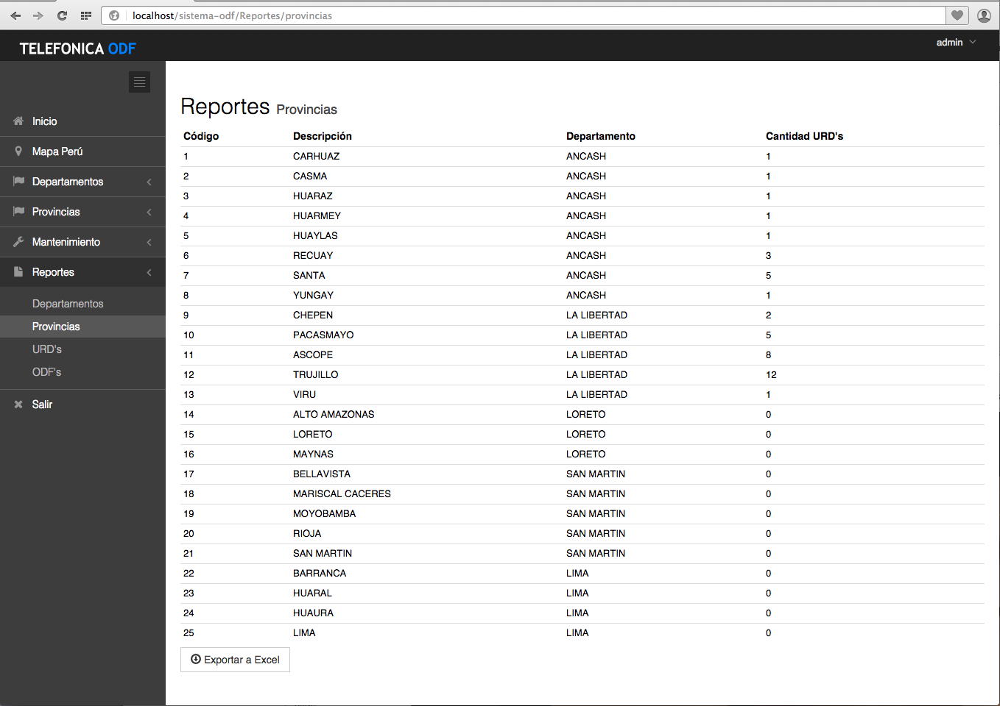 localhost/sistema-odf/Reportes/provincias
TELEFONICA ODF
admin
Inicio
Mapa Perú
Departamentos
Provincias
Mantenimiento
Reportes
Departamentos
Provincias
URD's
ODF's
Salir
Reportes Provincias
Código Descripción Departamento Cantidad URD's
1 CARHUAZ ANCASH 1
2 CASMA ANCASH 1
3 HUARAZ ANCASH 1
4 HUARMEY ANCASH 1
5 HUAYLAS ANCASH 1
6 RECUAY ANCASH 3
7 SANTA ANCASH 5
8 YUNGAY ANCASH 1
9 CHEPEN LA LIBERTAD 2
10 PACASMAYO LA LIBERTAD 5
11 ASCOPE LA LIBERTAD 8
12 TRUJILLO LA LIBERTAD 12
13 VIRU LA LIBERTAD 1
14 ALTO AMAZONAS LORETO 0
15 LORETO LORETO 0
16 MAYNAS LORETO 0
17 BELLAVISTA SAN MARTIN 0
18 MARISCAL CACERES SAN MARTIN 0
19 MOYOBAMBA SAN MARTIN 0
20 RIOJA SAN MARTIN 0
21 SAN MARTIN SAN MARTIN 0
22 BARRANCA LIMA 0
23 HUARAL LIMA 0
24 HUAURA LIMA 0
25 LIMA LIMA 0
Exportar a Excel